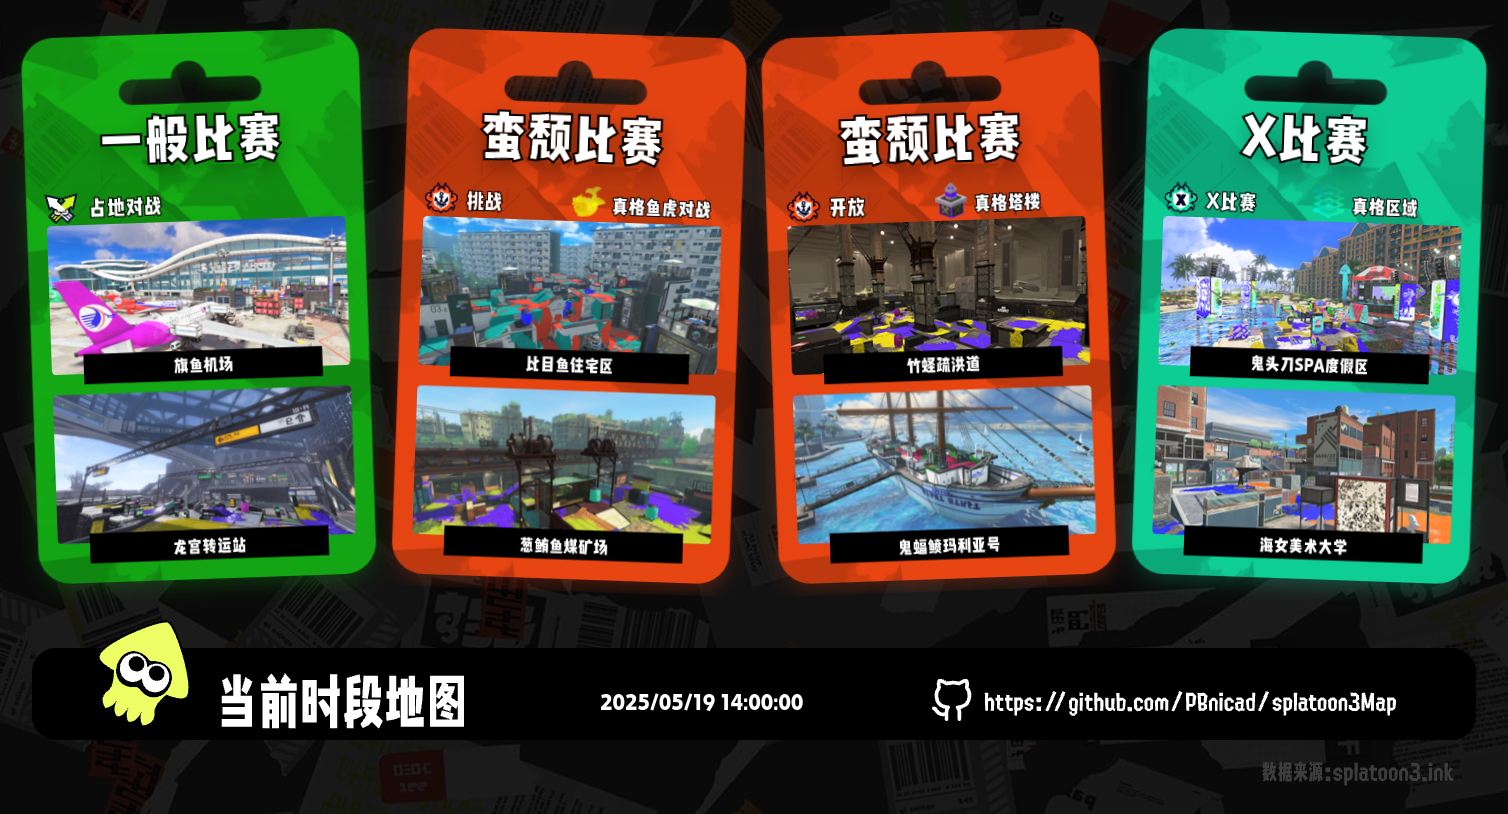 一般比赛
占地对战
旗鱼机场
龙宫转运站
蛮颓比赛
挑战
真格鱼虎对战
比目鱼住宅区
葱鲔鱼煤矿场
蛮颓比赛
开放
真格塔楼
竹蛏疏洪道
鬼蝠鲼玛利亚号
X比赛
X比赛
真格区域
鬼头刀SPA度假区
海女美术大学
当前时段地图
2025/05/19 14:00:00
https://github.com/PBnicad/splatoon3Map
数据来源:splatoon3.ink